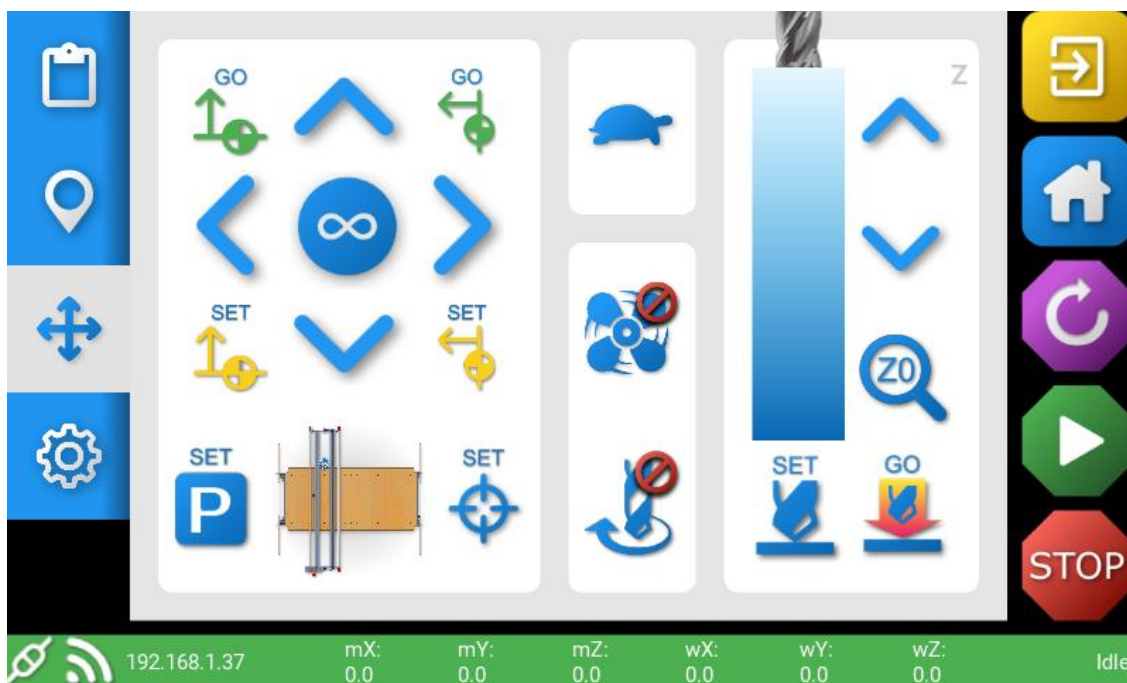 GO
GO
Z
SET
SET
Z0
SET
P
SET
SET
GO
STOP
192.168.1.37
mX:
0.0
mY:
0.0
mZ:
0.0
wX:
0.0
wY:
0.0
wZ:
0.0
Idle